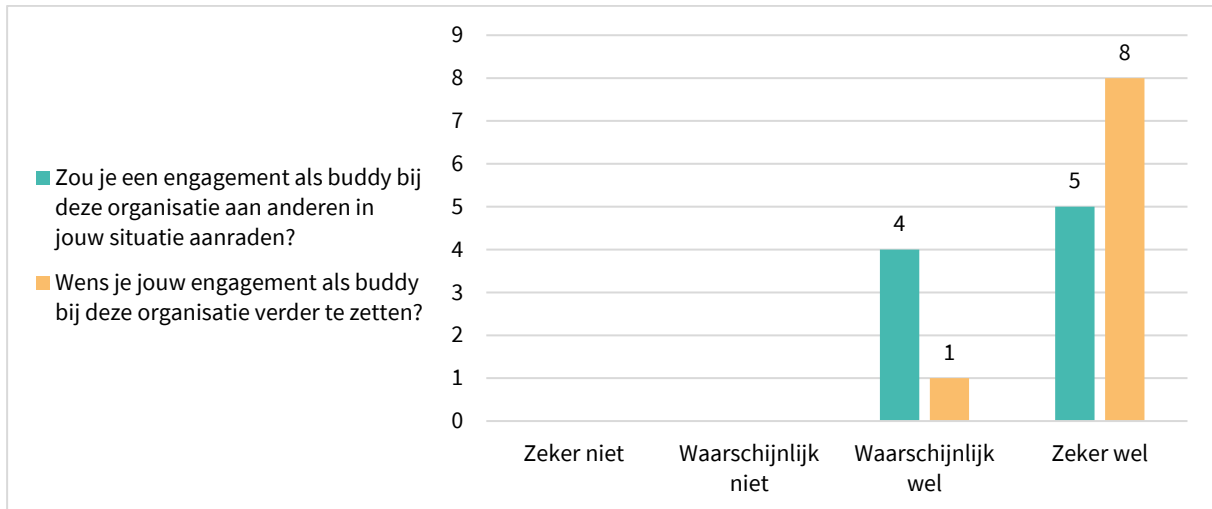 Zou je een engagement als buddy bij
deze organisatie aan anderen in
jouw situatie aanraden?
Wens je jouw engagement als buddy
bij deze organisatie verder te zetten?
9
8
7
6
5
4
3
2
1
0
4
1
5
8
Zeker niet
Waarschijnlijk
niet
Waarschijnlijk
wel
Zeker wel